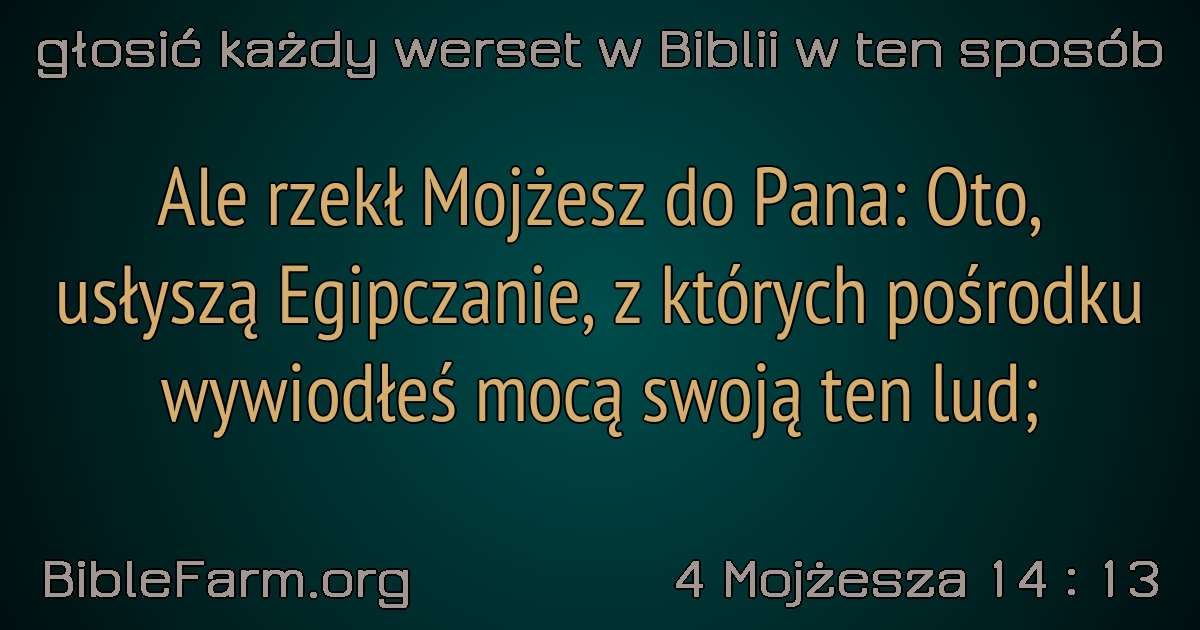 głosić każdy werset w Biblii w ten sposób
Ale rzekł Mojżesz do Pana: Oto,
usłyszą Egipczanie, z których pośrodku
wywiodłeś mocą swoją ten lud;
BibleFarm.org
4 Mojżesza 14 : 13